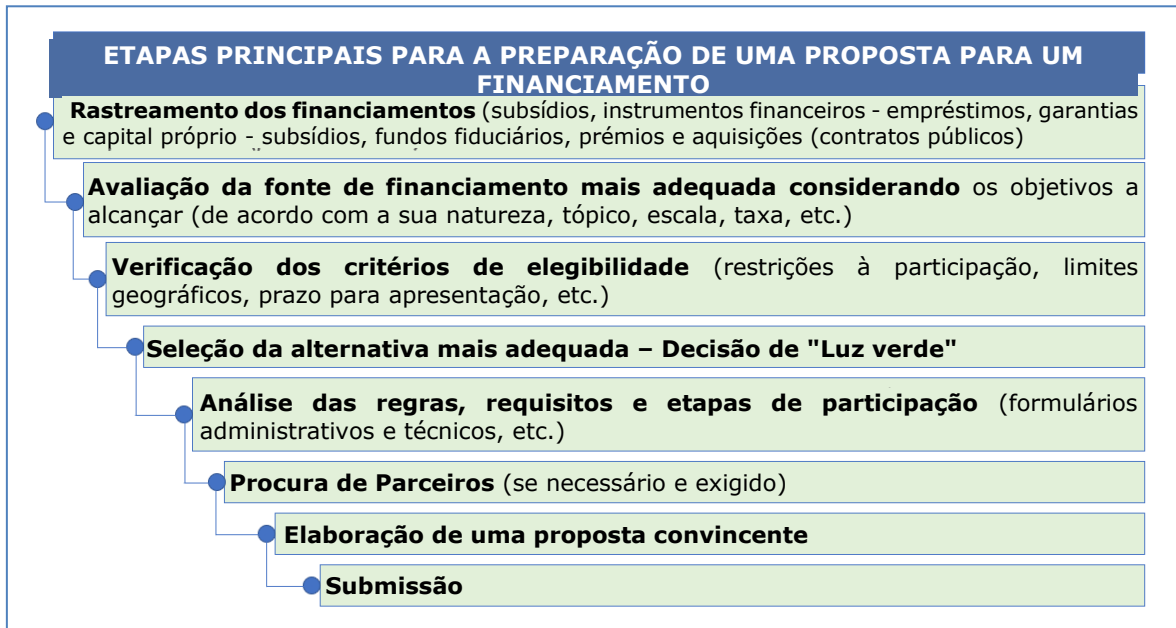 ETAPAS PRINCIPAIS PARA A PREPARAÇÃO DE UMA PROPOSTA PARA UM
FINANCIAMENTO
Rastreamento dos financiamentos (subsídios, instrumentos financeiros - empréstimos, garantias
e capital próprio - subsídios, fundos fiduciários, prémios e aquisições (contratos públicos)
Avaliação da fonte de financiamento mais adequada considerando os objetivos a
alcançar (de acordo com a sua natureza, tópico, escala, taxa, etc.)
Verificação dos critérios de elegibilidade (restrições à participação, limites
geográficos, prazo para apresentação, etc.)
Seleção da alternativa mais adequada – Decisão de "Luz verde"
Análise das regras, requisitos e etapas de participação (formulários
administrativos e técnicos, etc.)
Procura de Parceiros (se necessário e exigido)
Elaboração de uma proposta convincente
Submissão